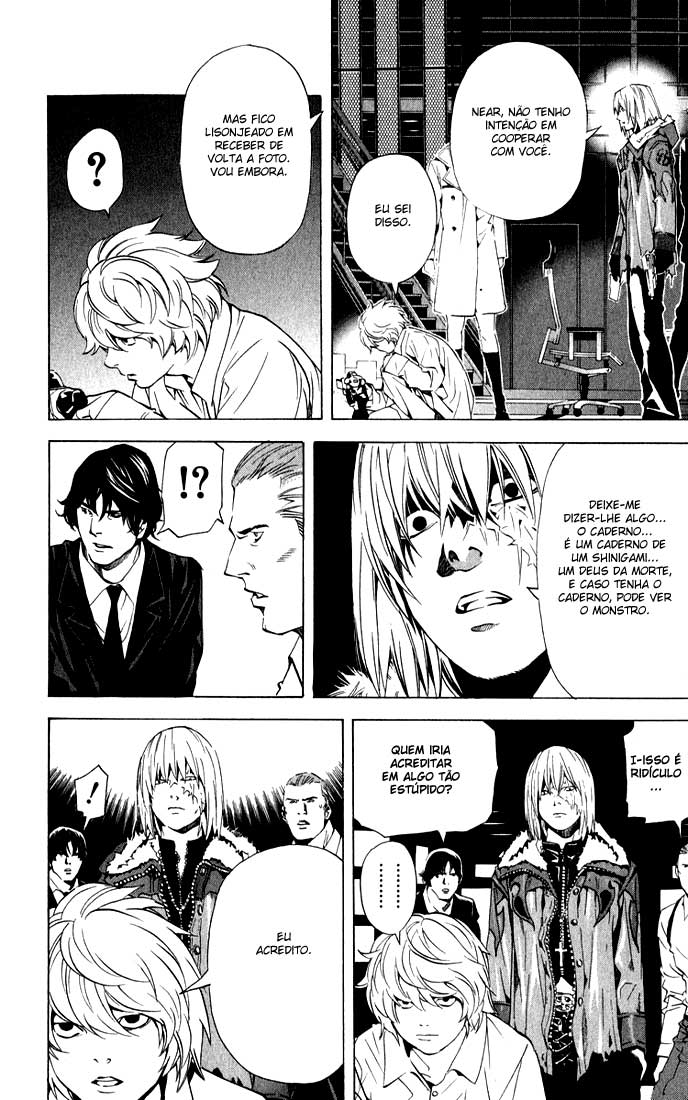 NEAR, NÃO TENHO
INTENÇÃO EM
COOPERAR
COM VOCÊ.
EU SEI
DISSO.
MAS FICO
LISONJEADO EM
RECEBER DE
VOLTA A FOTO.
VOU EMBORA.
?
DEIXE-ME
DIZER-LHE ALGO...
O CADERNO...
É UM CADERNO DE
UM SHINIGAMI...
UM DEUS DA MORTE,
E CASO TENHA O
CADERNO, PODE VER
O MONSTRO.
!?
I-ISSO É
RIDÍCULO
...
QUEM IRIA
ACREDITAR
EM ALGO TÃO
ESTÚPIDO?
........
!
EU
ACREDITO.